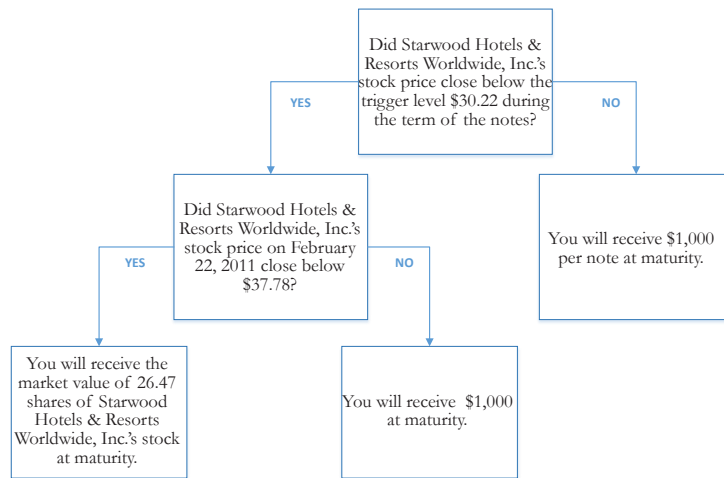 Did Starwood Hotels &
Resorts Worldwide, Inc.'s
stock price close below the
trigger level $30.22 during
the term of the notes?
YES
NO
Did Starwood Hotels &
Resorts Worldwide, Inc.'s
stock price on February
22, 2011 close below
$37.78?
You will receive $1,000
per note at maturity.
YES
NO
You will receive the
market value of 26.47
shares of Starwood
Hotels & Resorts
Worldwide, Inc.'s stock
at maturity.
You will receive $1,000
at maturity.